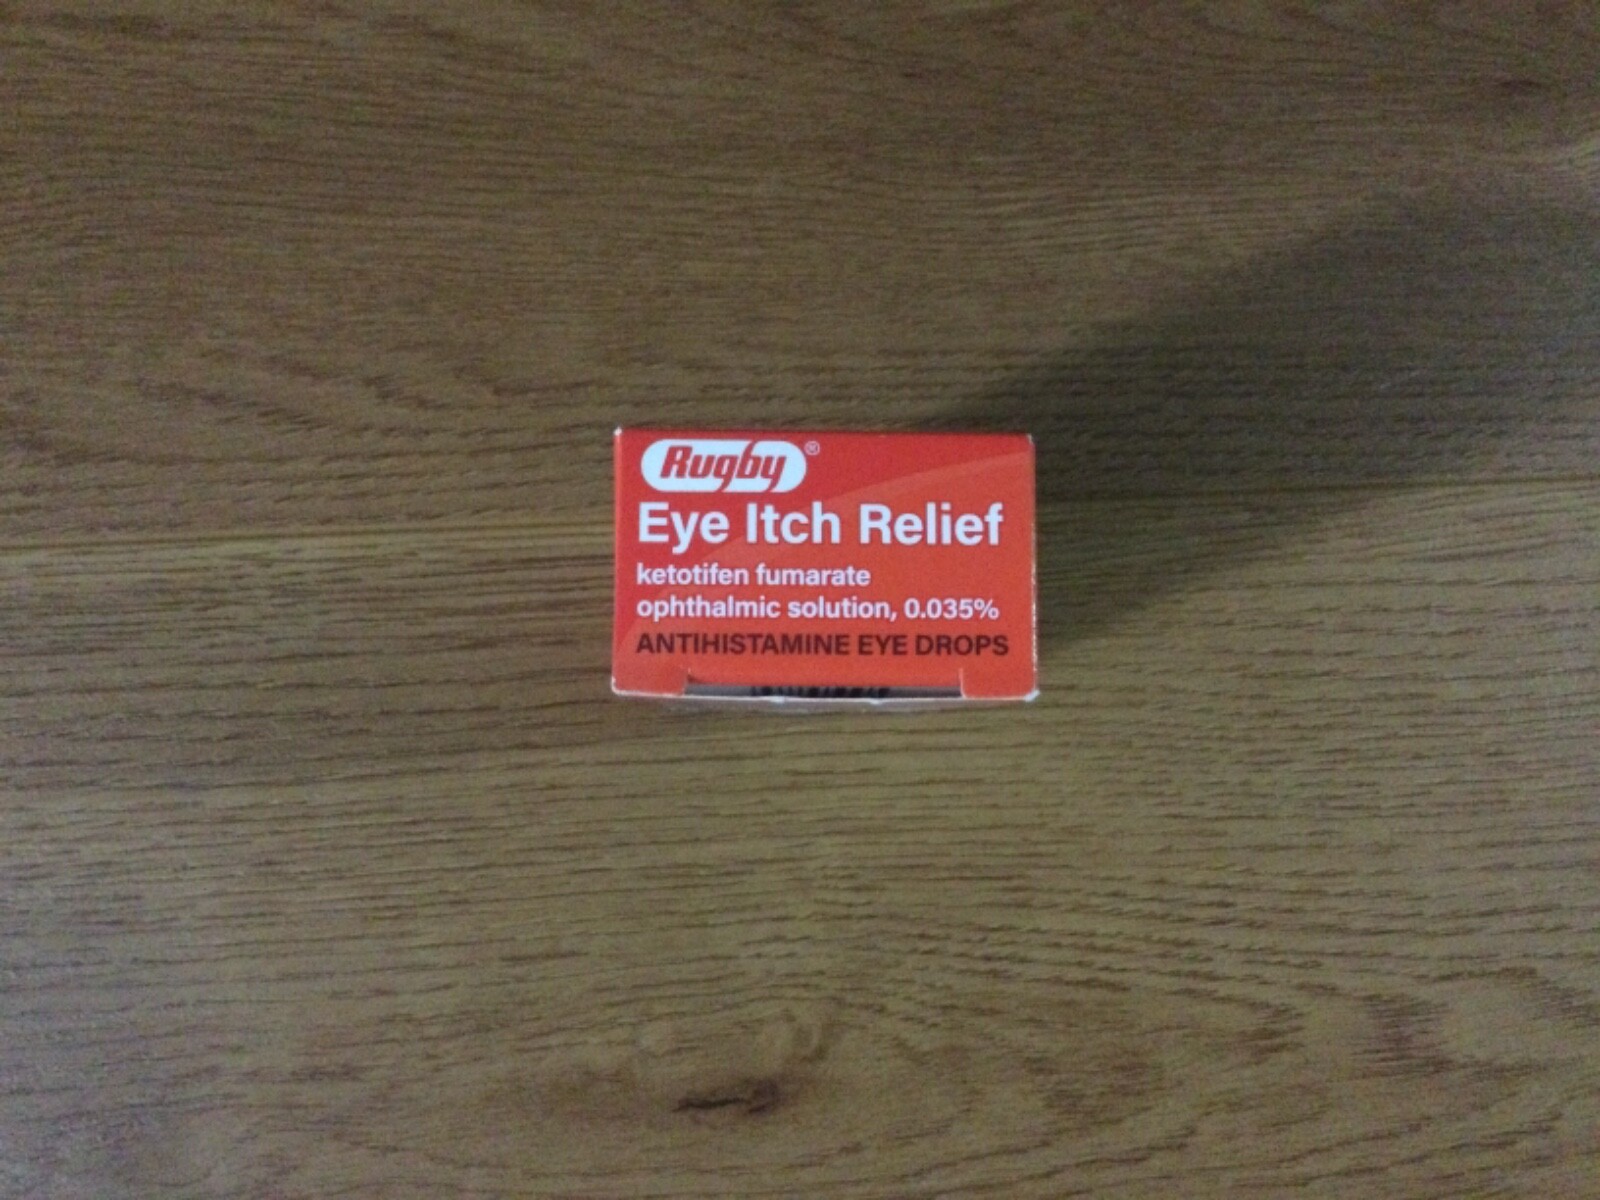 Rugby®
Eye Itch Relief
ketotifen fumarate
ophthalmic solution, 0.035%
ANTIHISTAMINE EYE DROPS